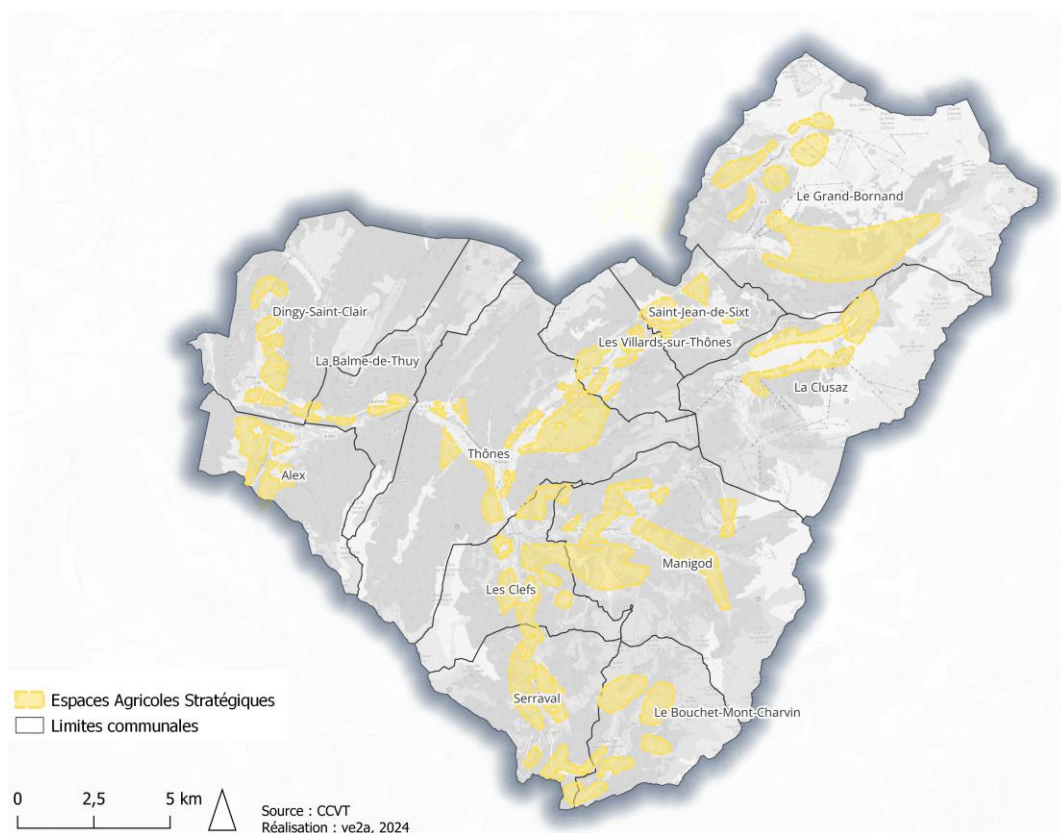 Le Grand-Bornand
Dingy-Saint-Clair
Saint-Jean-de-Sixt
Les Villards-sur-Thônes
La Balme-de-Thuy
La Clusaz
Thônes
Alex
Manigod
Les Clefs
Serraval
Le Bouchet-Mont-Charvin
Espaces Agricoles Stratégiques
Limites communales
0 2,5 5 km
Source : CCVT
Réalisation : ve2a, 2024